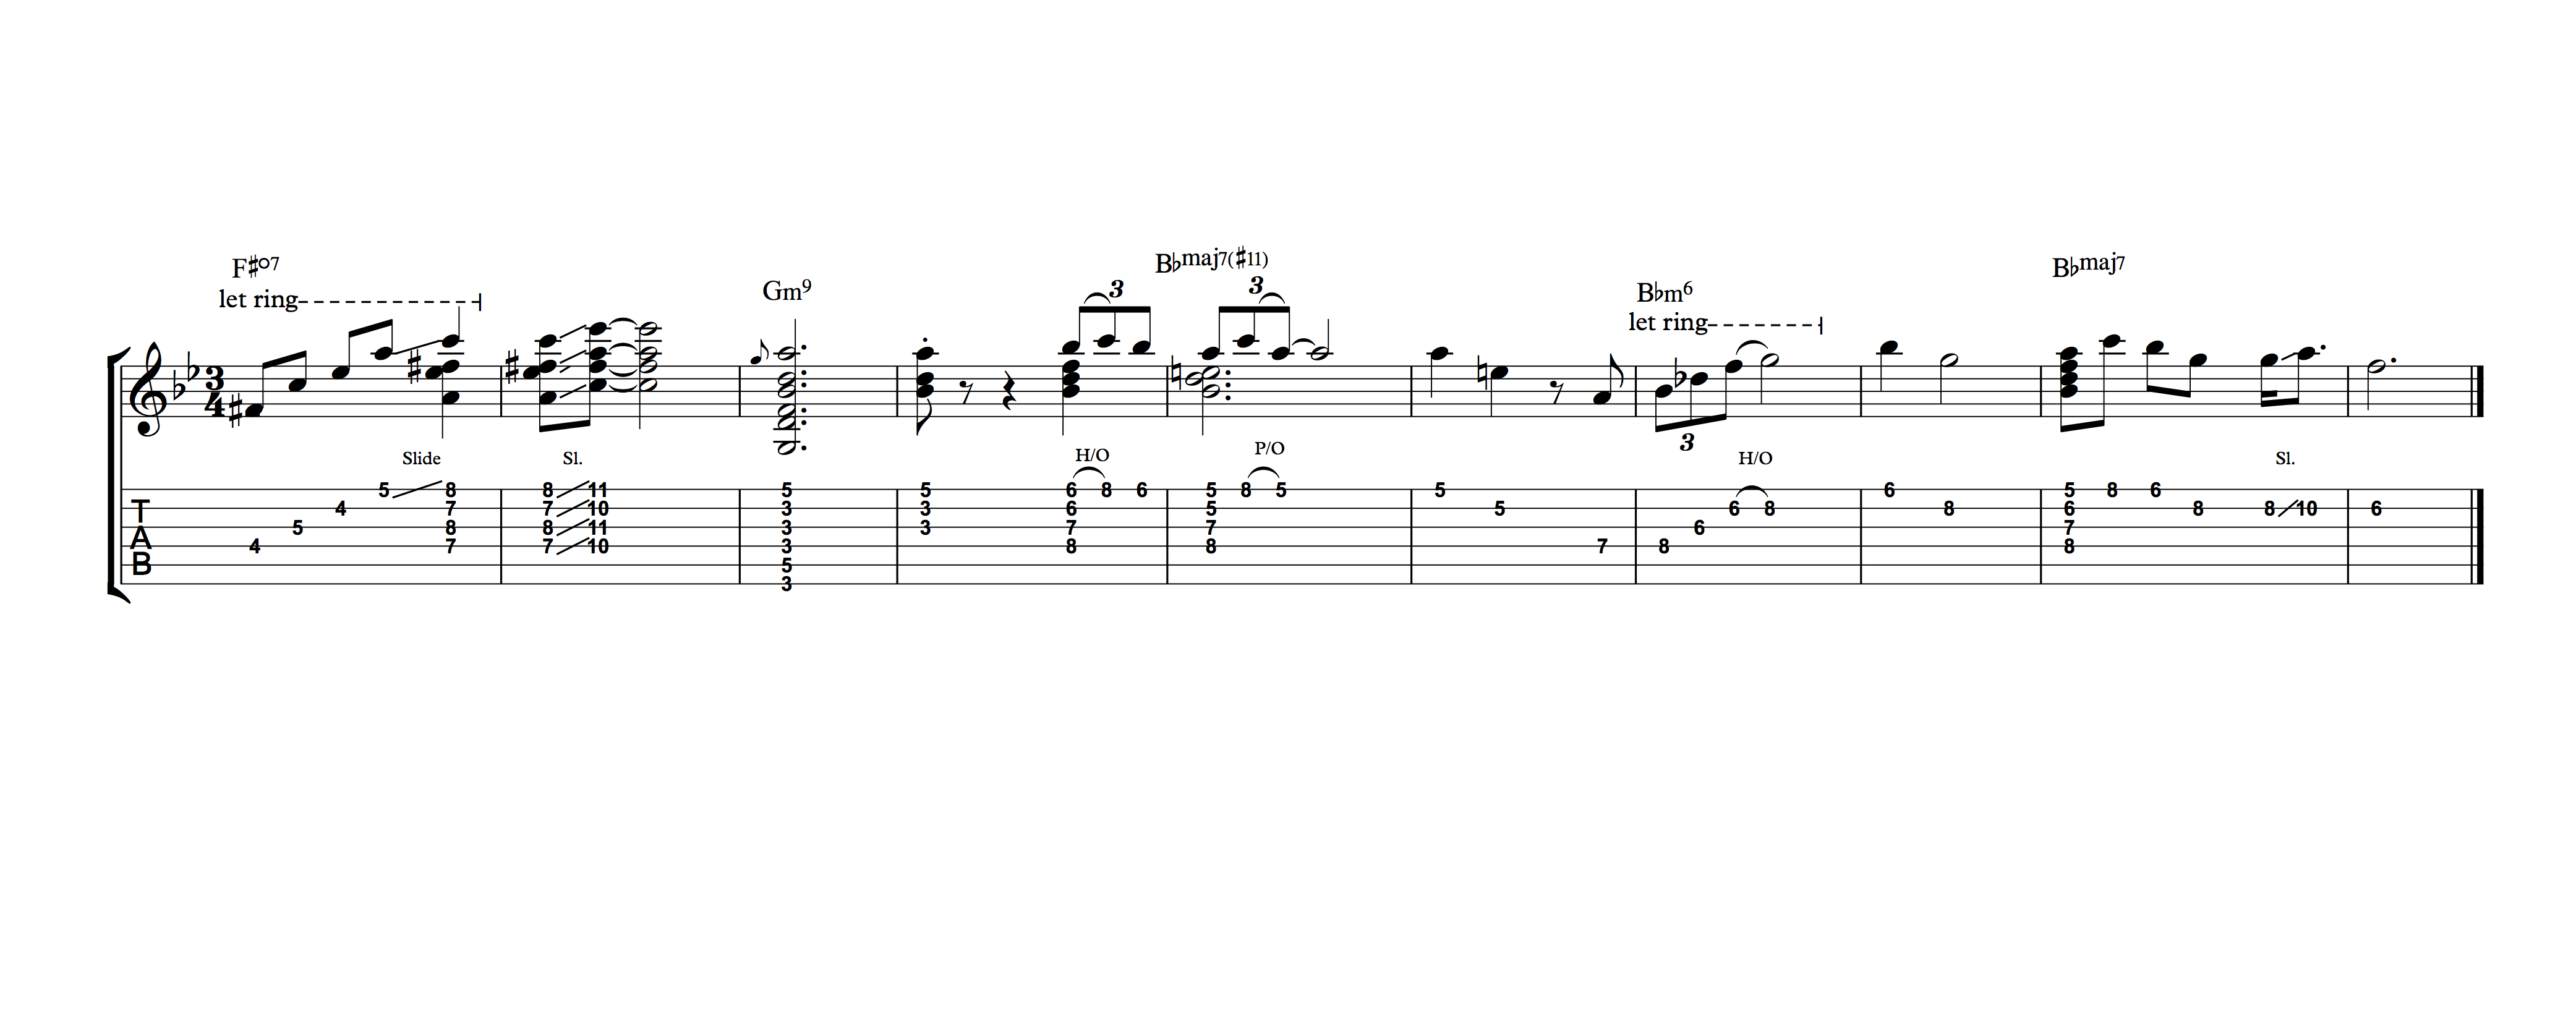 F♯°7 Gm9 B♭maj7(♯11) B♭m6 B♭maj7
let ring let ring
3 3
3
4
3
Slide Sl. H/O P/O H/O Sl.
T
A
B
5 8 8 11 5 5 6 8 6 5 8 5 5 6 5 8 6
4 7 7 10 3 3 6 5 5 6 8 8 6 8 8 10 6
5 8 8 11 3 3 7 7 6 7
4 7 7 10 3 8 8 7 8 8
5
3